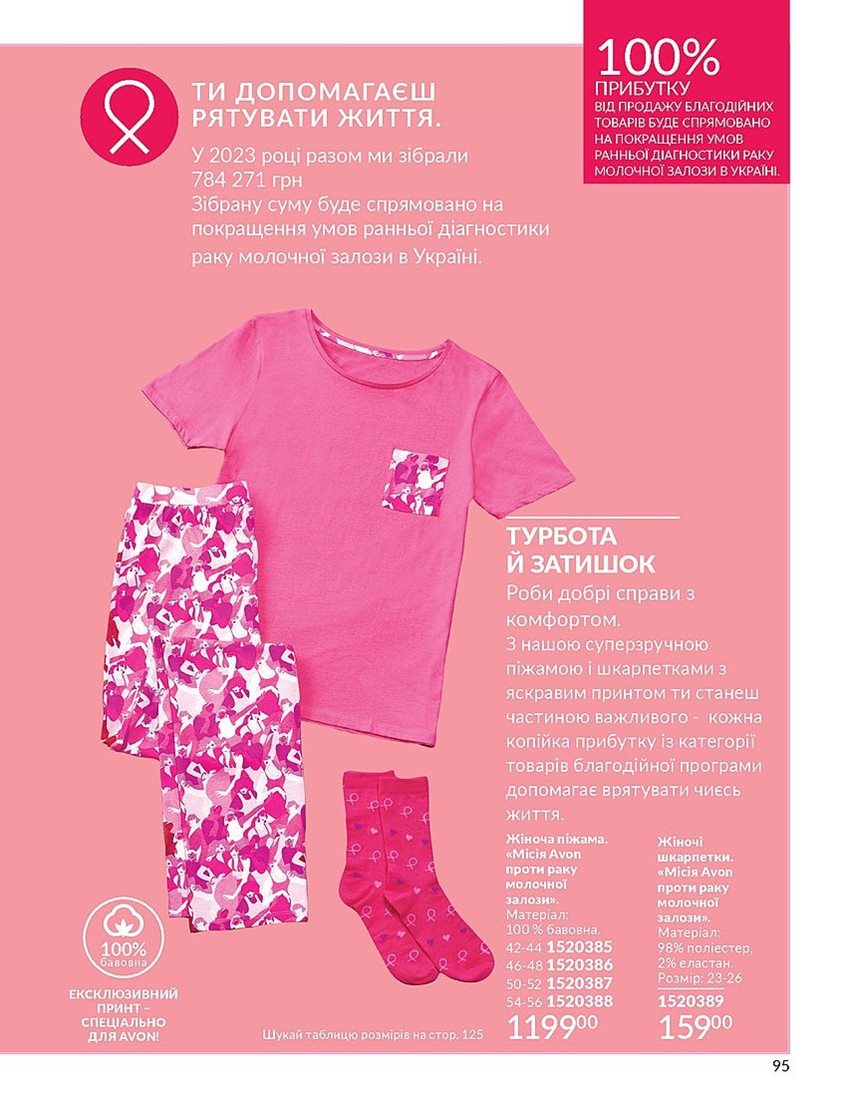 100%
ПРИБУТКУ
ВІД ПРОДАЖУ БЛАГОДІЙНИХ
ТОВАРІВ БУДЕ СПРЯМОВАНО
НА ПОКРАЩЕННЯ УМОВ
РАННЬОЇ ДІАГНОСТИКИ РАКУ
МОЛОЧНОЇ ЗАЛОЗИ В УКРАЇНІ.
ТИ ДОПОМАГАЄШ
РЯТУВАТИ ЖИТТЯ.
У 2023 році разом ми зібрали
784 271 грн
Зібрану суму буде спрямовано на
покращення умов ранньої діагностики
раку молочної залози в Україні.
ТУРБОТА
Й ЗАТИШОК
Роби добрі справи з
комфортом.
З нашою суперзручною
піжамою і шкарпетками з
яскравим принтом ти станеш
частиною важливого - кожна
копійка прибутку із категорії
товарів благодійної програми
допомагає врятувати чиєсь
життя.
Жіноча піжама.
«Місія Avon
проти раку
молочної
залози».
Матеріал:
100 % бавовна.
42-44 1520385
46-48 1520386
50-52 1520387
54-56 1520388
1199⁰⁰
Жіночі
шкарпетки.
«Місія Avon
проти раку
молочної
залози».
Матеріал:
98% поліестер,
2% еластан.
Розмір: 23-26
1520389
159⁰⁰
100%
бавовна
ЕКСКЛЮЗИВНИЙ
ПРИНТ –
СПЕЦІАЛЬНО
ДЛЯ AVON!
Шукай таблицю розмірів на стор. 125
95